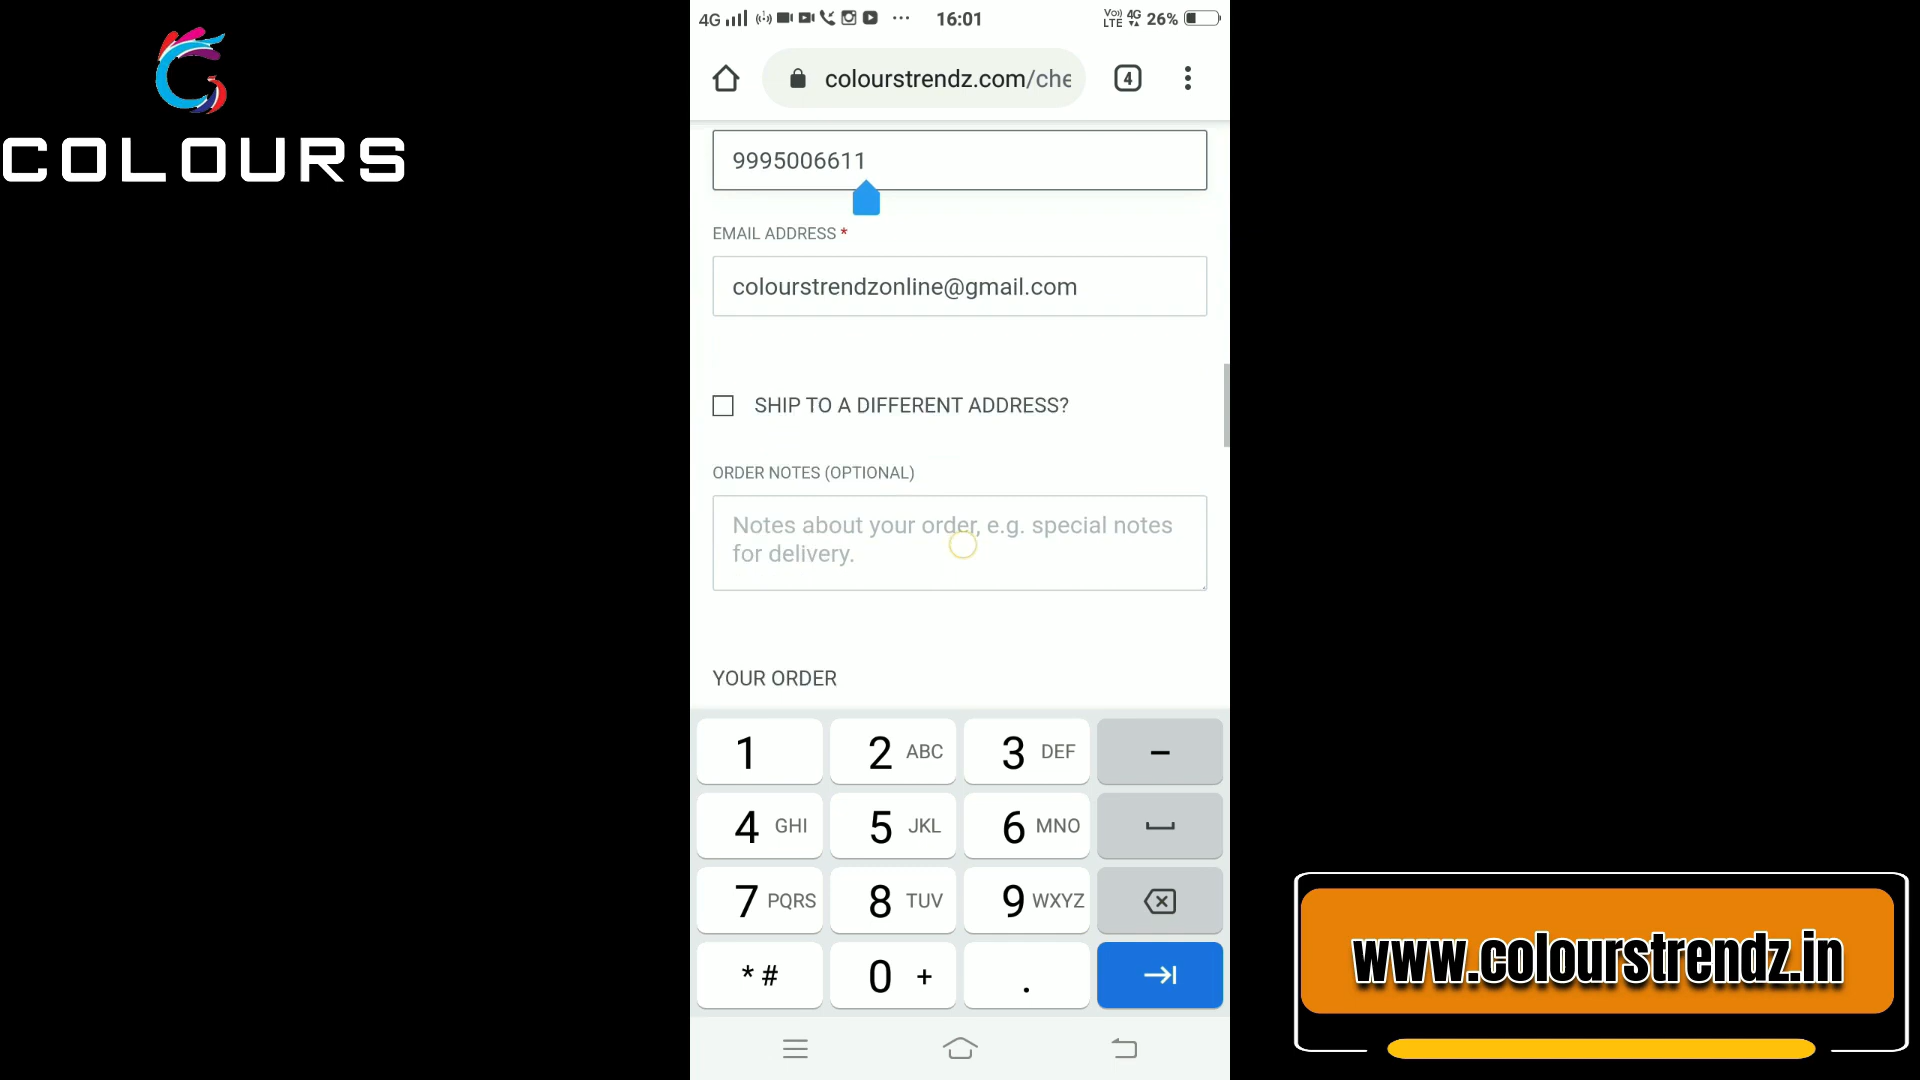 COLOURS
4G 16:01 Vo)) LTE 4G 26%
colourstrendz.com/che
4
9995006611
EMAIL ADDRESS *
colourstrendzonline@gmail.com
SHIP TO A DIFFERENT ADDRESS?
ORDER NOTES (OPTIONAL)
Notes about your order, e.g. special notes
for delivery.
YOUR ORDER
1 2 ABC 3 DEF –
4 GHI 5 JKL 6 MNO
7 PQRS 8 TUV 9 WXYZ
* # 0 + .
www.colourstrendz.in